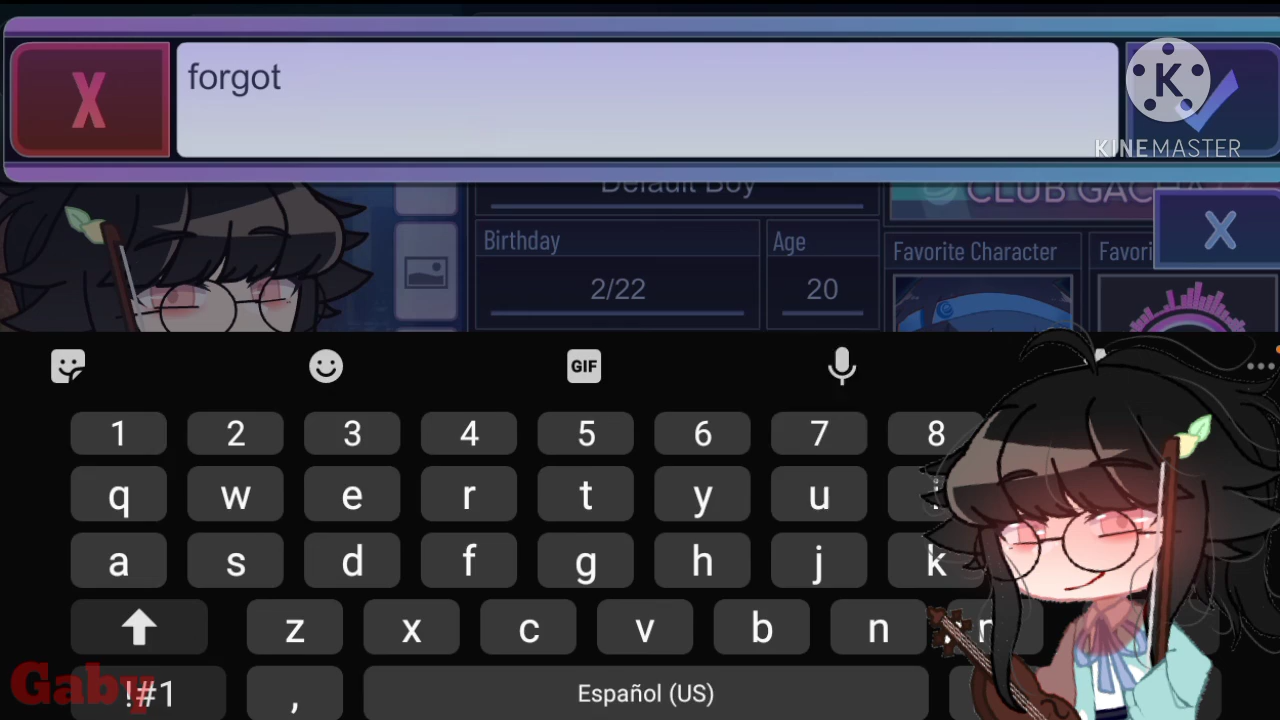 X
forgot
K
KINEMASTER
Default Boy
CLUB GACHA
X
Birthday
Age
2/22
20
Favorite Character
Favori
GIF
1 2 3 4 5 6 7 8
q w e r t y u i
a s d f g h j k
z x c v b n m
!#1 , Español (US)
Gaby